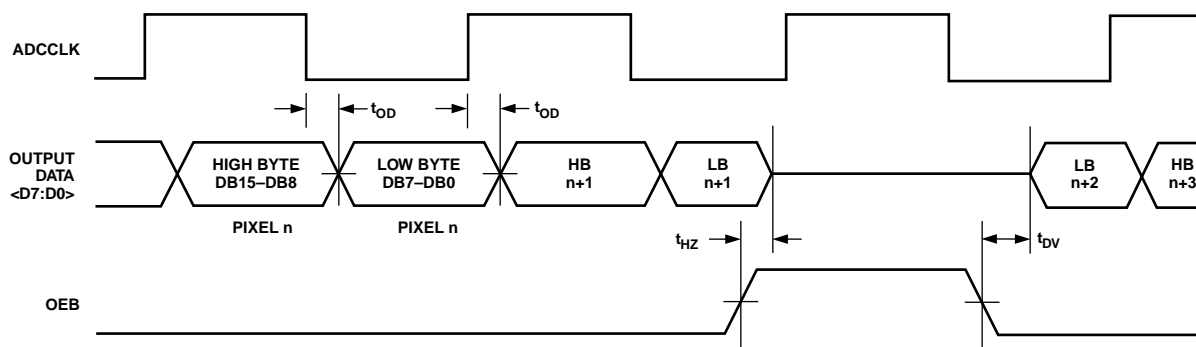 ADCCLK
tOD
tOD
OUTPUT
DATA
<D7:D0>
HIGH BYTE
DB15–DB8
LOW BYTE
DB7–DB0
HB
n+1
LB
n+1
LB
n+2
HB
n+3
PIXEL n
PIXEL n
tHZ
tDV
OEB